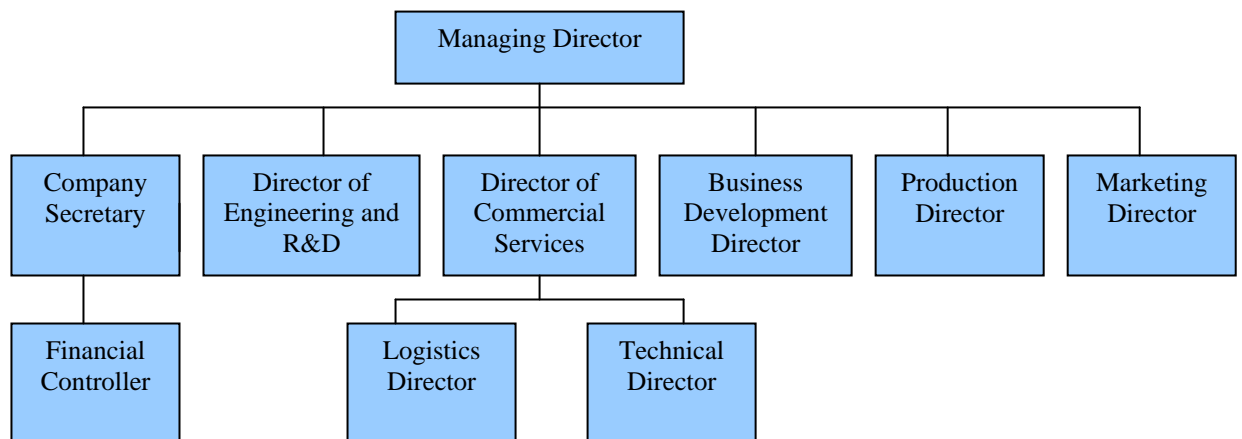 Managing Director
Company
Secretary
Director of
Engineering and
R&D
Director of
Commercial
Services
Business
Development
Director
Production
Director
Marketing
Director
Financial
Controller
Logistics
Director
Technical
Director